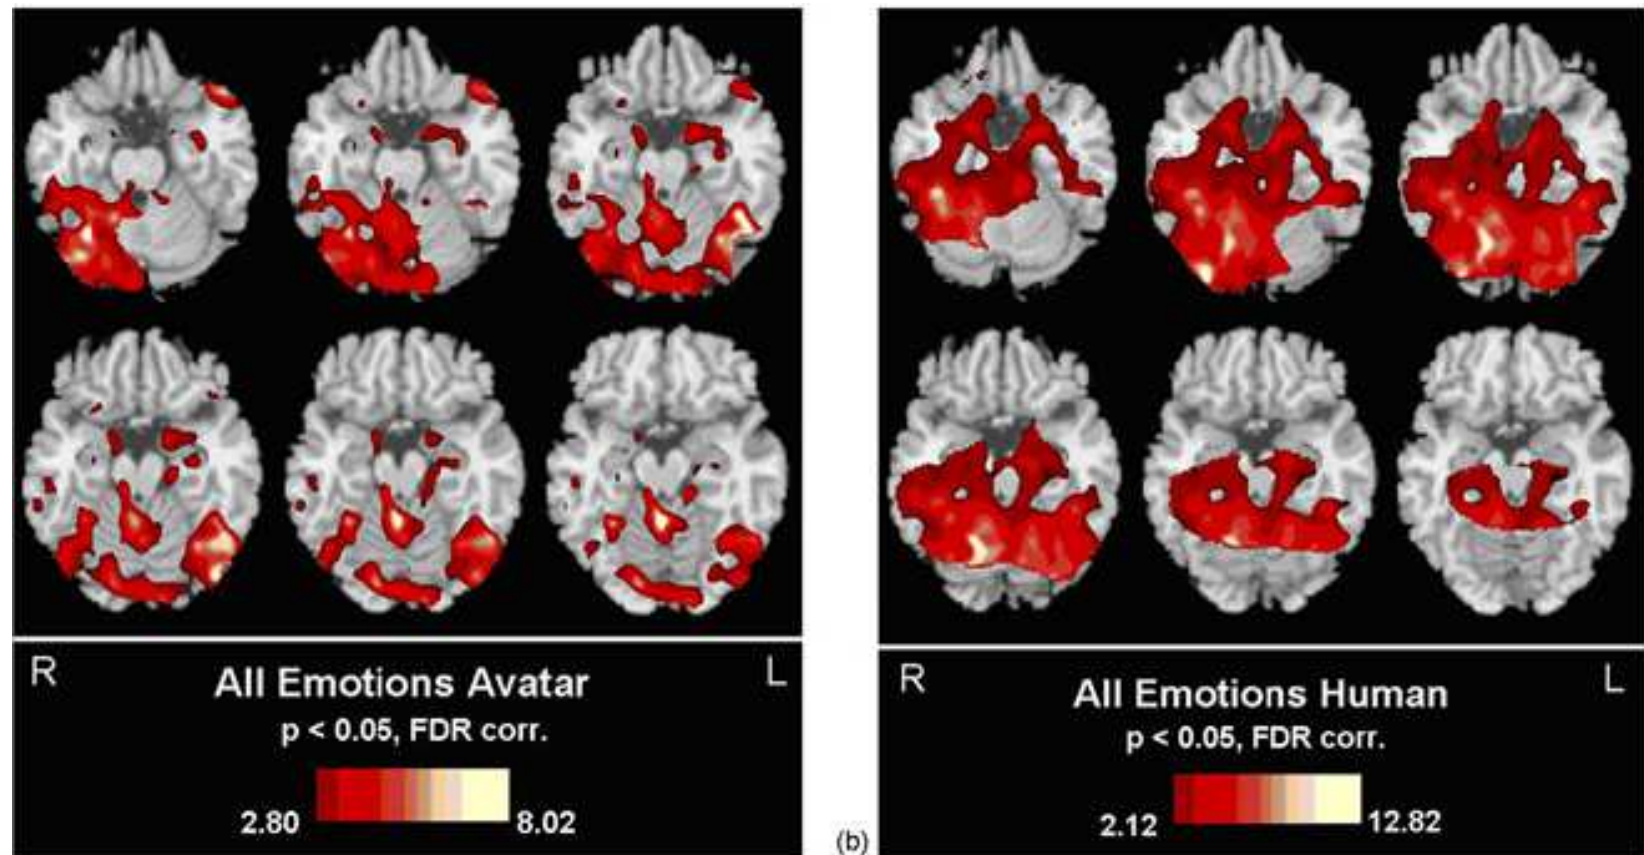 R
L
All Emotions Avatar
p < 0.05, FDR corr.
2.80
8.02
(b)
R
L
All Emotions Human
p < 0.05, FDR corr.
2.12
12.82